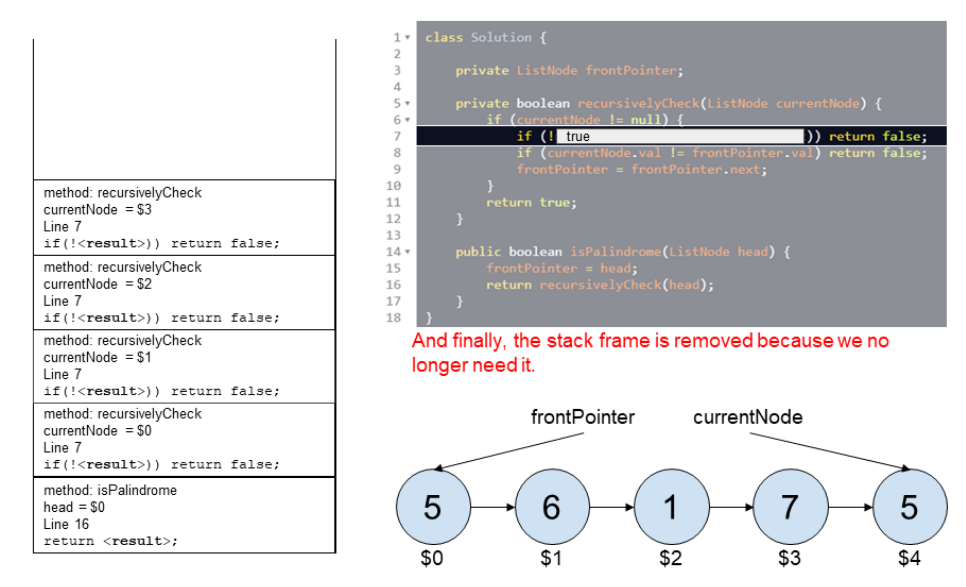 method: recursivelyCheck
currentNode = $3
Line 7
if(!<result>)) return false;
method: recursivelyCheck
currentNode = $2
Line 7
if(!<result>)) return false;
method: recursivelyCheck
currentNode = $1
Line 7
if(!<result>)) return false;
method: recursivelyCheck
currentNode = $0
Line 7
if(!<result>)) return false;
method: isPalindrome
head = $0
Line 16
return <result>;
1 class Solution {
2
3 private ListNode frontPointer;
4
5 private boolean recursivelyCheck(ListNode currentNode) {
6 if (currentNode != null) {
7 if (! true )) return false;
8 if (currentNode.val != frontPointer.val) return false;
9 frontPointer = frontPointer.next;
10 }
11 return true;
12 }
13
14 public boolean isPalindrome(ListNode head) {
15 frontPointer = head;
16 return recursivelyCheck(head);
17 }
18 }
And finally, the stack frame is removed because we no
longer need it.
frontPointer currentNode
5 6 1 7 5
$0 $1 $2 $3 $4